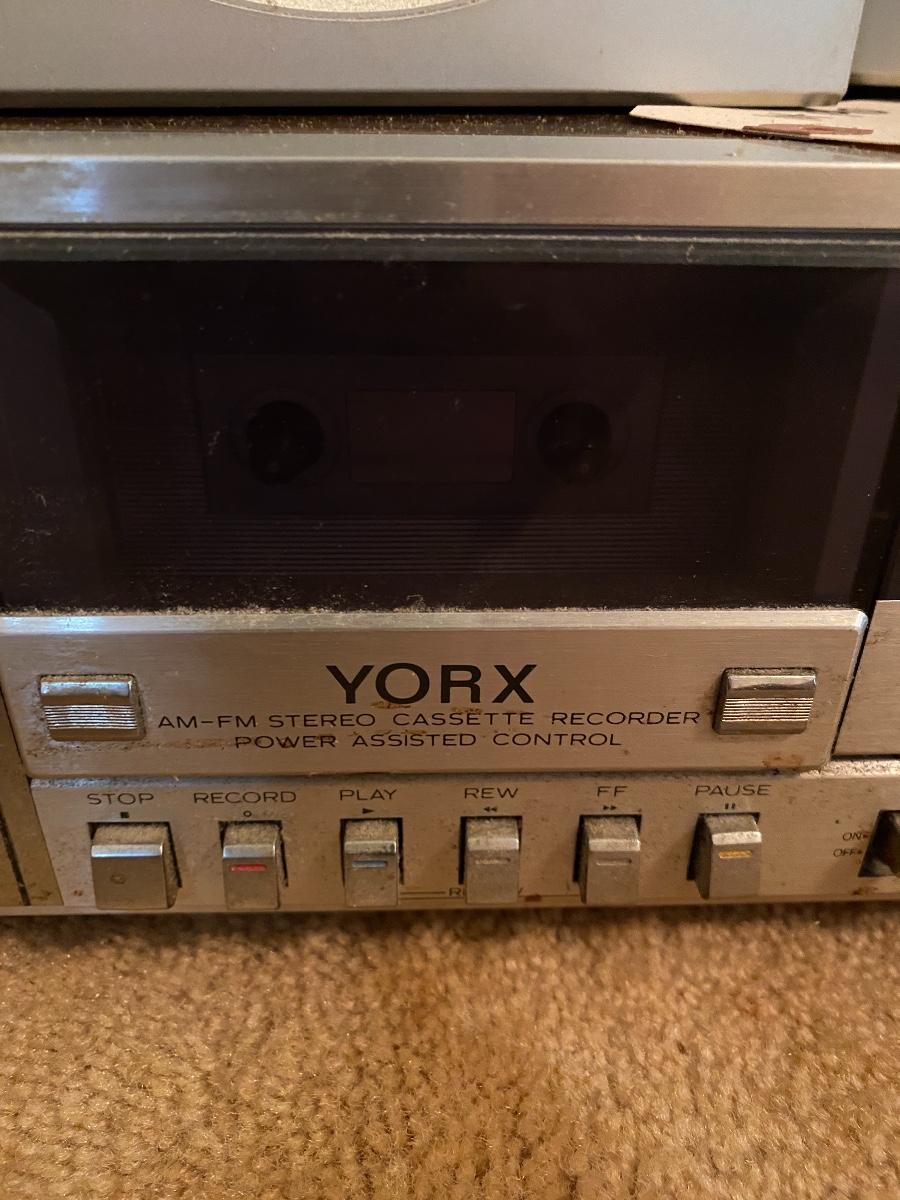 YORX
AM-FM STEREO CASSETTE RECORDER
POWER ASSISTED CONTROL
STOP RECORD PLAY REW FF PAUSE
ON
OFF